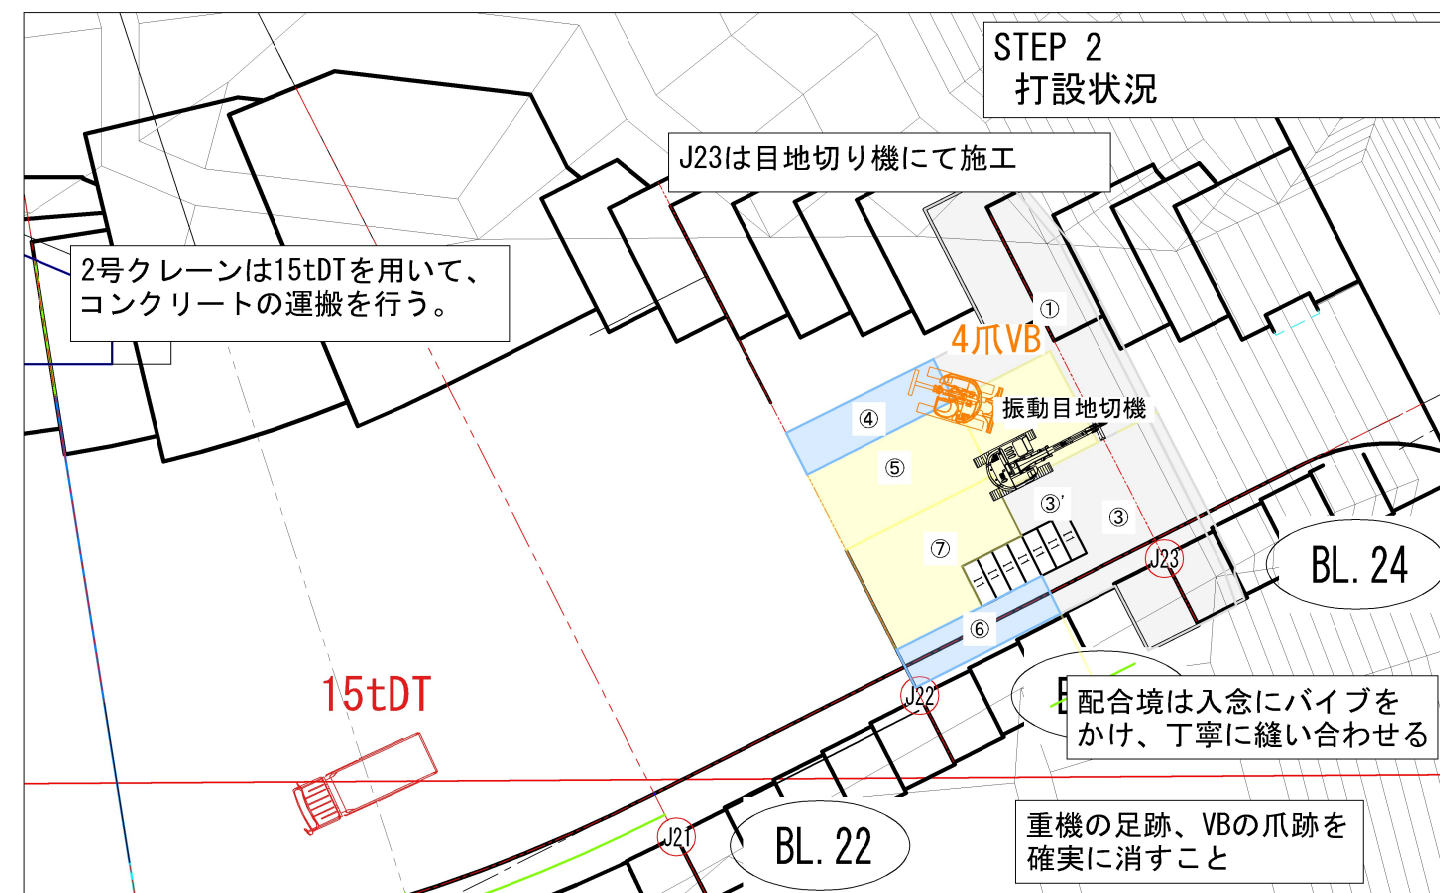 STEP 2
打設状況
J23は目地切り機にて施工
2号クレーンは15tDTを用いて、
コンクリートの運搬を行う。
①
4爪VB
振動目地切機
④
⑤
③'
③
⑦
J23
BL.24
⑥
J22
15tDT
配合境は入念にバイブを
かけ、丁寧に縫い合わせる
J21
BL.22
重機の足跡、VBの爪跡を
確実に消すこと